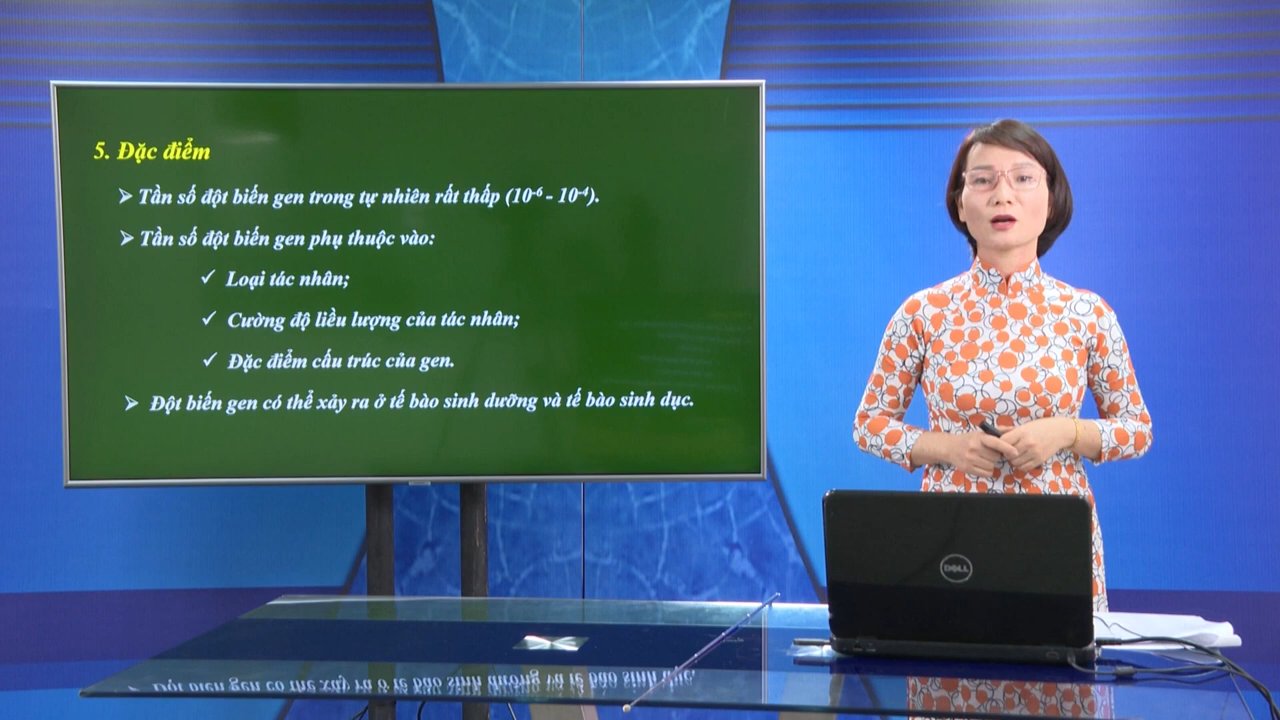 5. Đặc điểm
➢ Tần số đột biến gen trong tự nhiên rất thấp (10⁻⁶ - 10⁻⁴).
➢ Tần số đột biến gen phụ thuộc vào:
✓ Loại tác nhân;
✓ Cường độ liều lượng của tác nhân;
✓ Đặc điểm cấu trúc của gen.
➢ Đột biến gen có thể xảy ra ở tế bào sinh dưỡng và tế bào sinh dục.
DELL